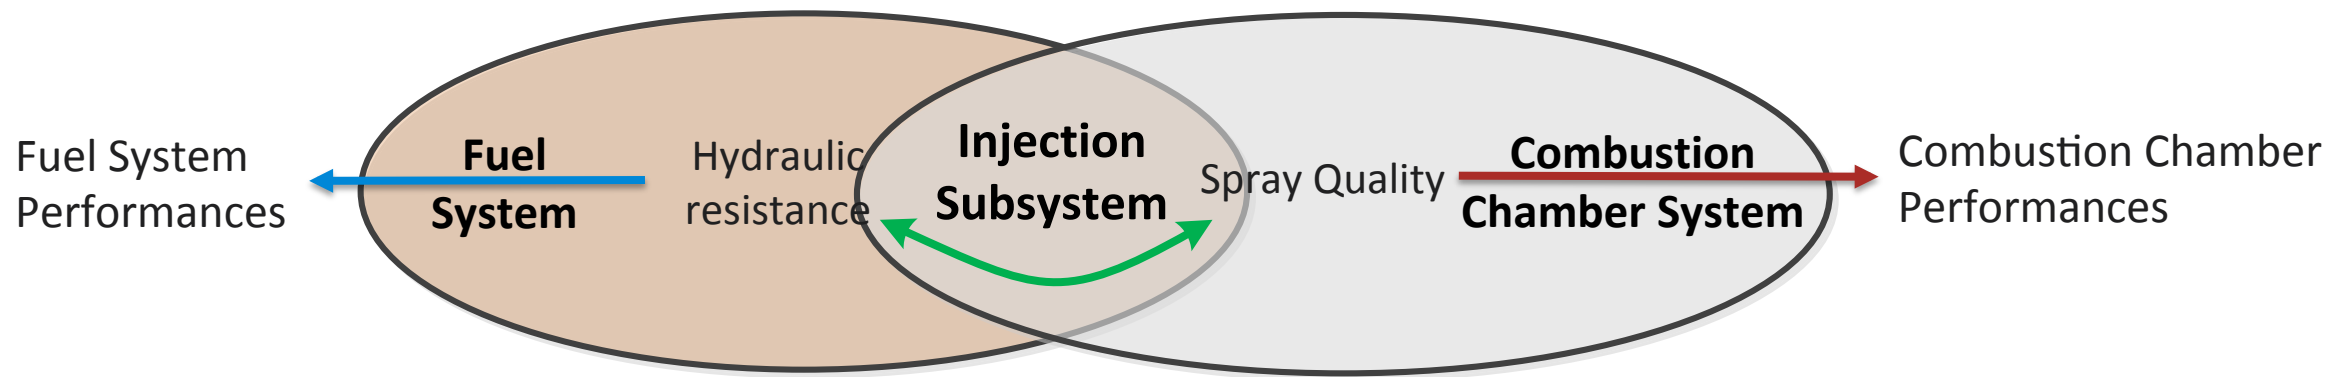 Fuel System
Performances
Fuel
System
Hydraulic
resistance
Injection
Subsystem
Spray Quality
Combustion
Chamber System
Combustion Chamber
Performances